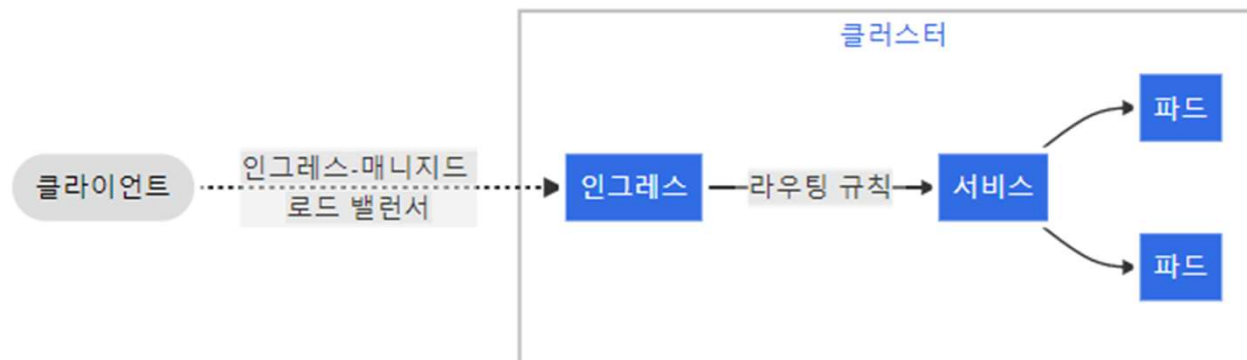 클러스터
클라이언트
인그레스-매니지드
로드 밸런서
인그레스
라우팅 규칙
서비스
파드
파드